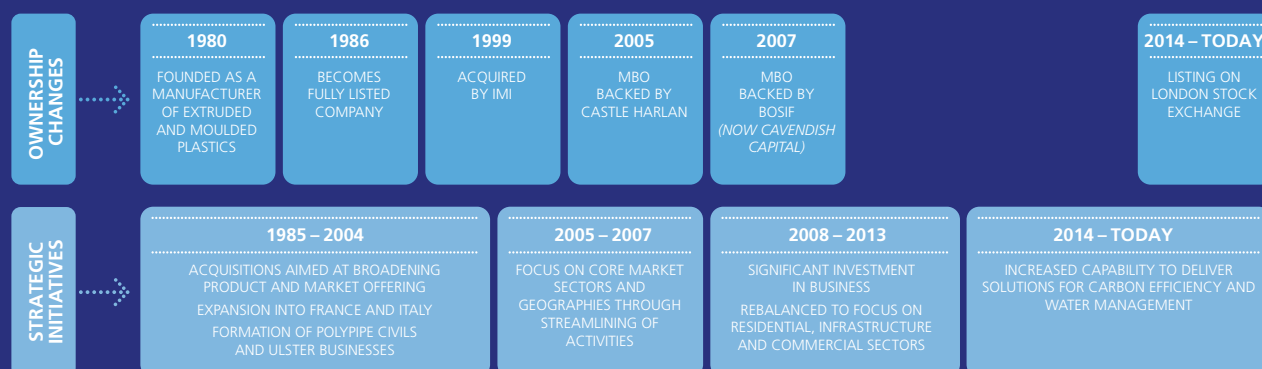 OWNERSHIP
CHANGES
1980
FOUNDED AS A
MANUFACTURER
OF EXTRUDED
AND MOULDED
PLASTICS
1986
BECOMES
FULLY LISTED
COMPANY
1999
ACQUIRED
BY IMI
2005
MBO
BACKED BY
CASTLE HARLAN
2007
MBO
BACKED BY
BOSIF
(NOW CAVENDISH
CAPITAL)
2014 – TODAY
LISTING ON
LONDON STOCK
EXCHANGE
STRATEGIC
INITIATIVES
1985 – 2004
ACQUISITIONS AIMED AT BROADENING
PRODUCT AND MARKET OFFERING
EXPANSION INTO FRANCE AND ITALY
FORMATION OF POLYPIPE CIVILS
AND ULSTER BUSINESSES
2005 – 2007
FOCUS ON CORE MARKET
SECTORS AND
GEOGRAPHIES THROUGH
STREAMLINING OF
ACTIVITIES
2008 – 2013
SIGNIFICANT INVESTMENT
IN BUSINESS
REBALANCED TO FOCUS ON
RESIDENTIAL, INFRASTRUCTURE
AND COMMERCIAL SECTORS
2014 – TODAY
INCREASED CAPABILITY TO DELIVER
SOLUTIONS FOR CARBON EFFICIENCY AND
WATER MANAGEMENT